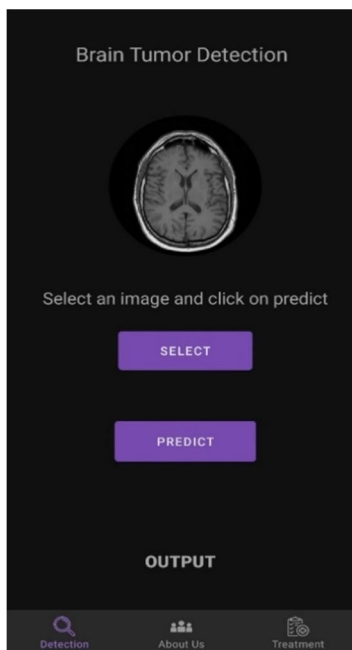 Brain Tumor Detection
Select an image and click on predict
SELECT
PREDICT
OUTPUT
Detection About Us Treatment